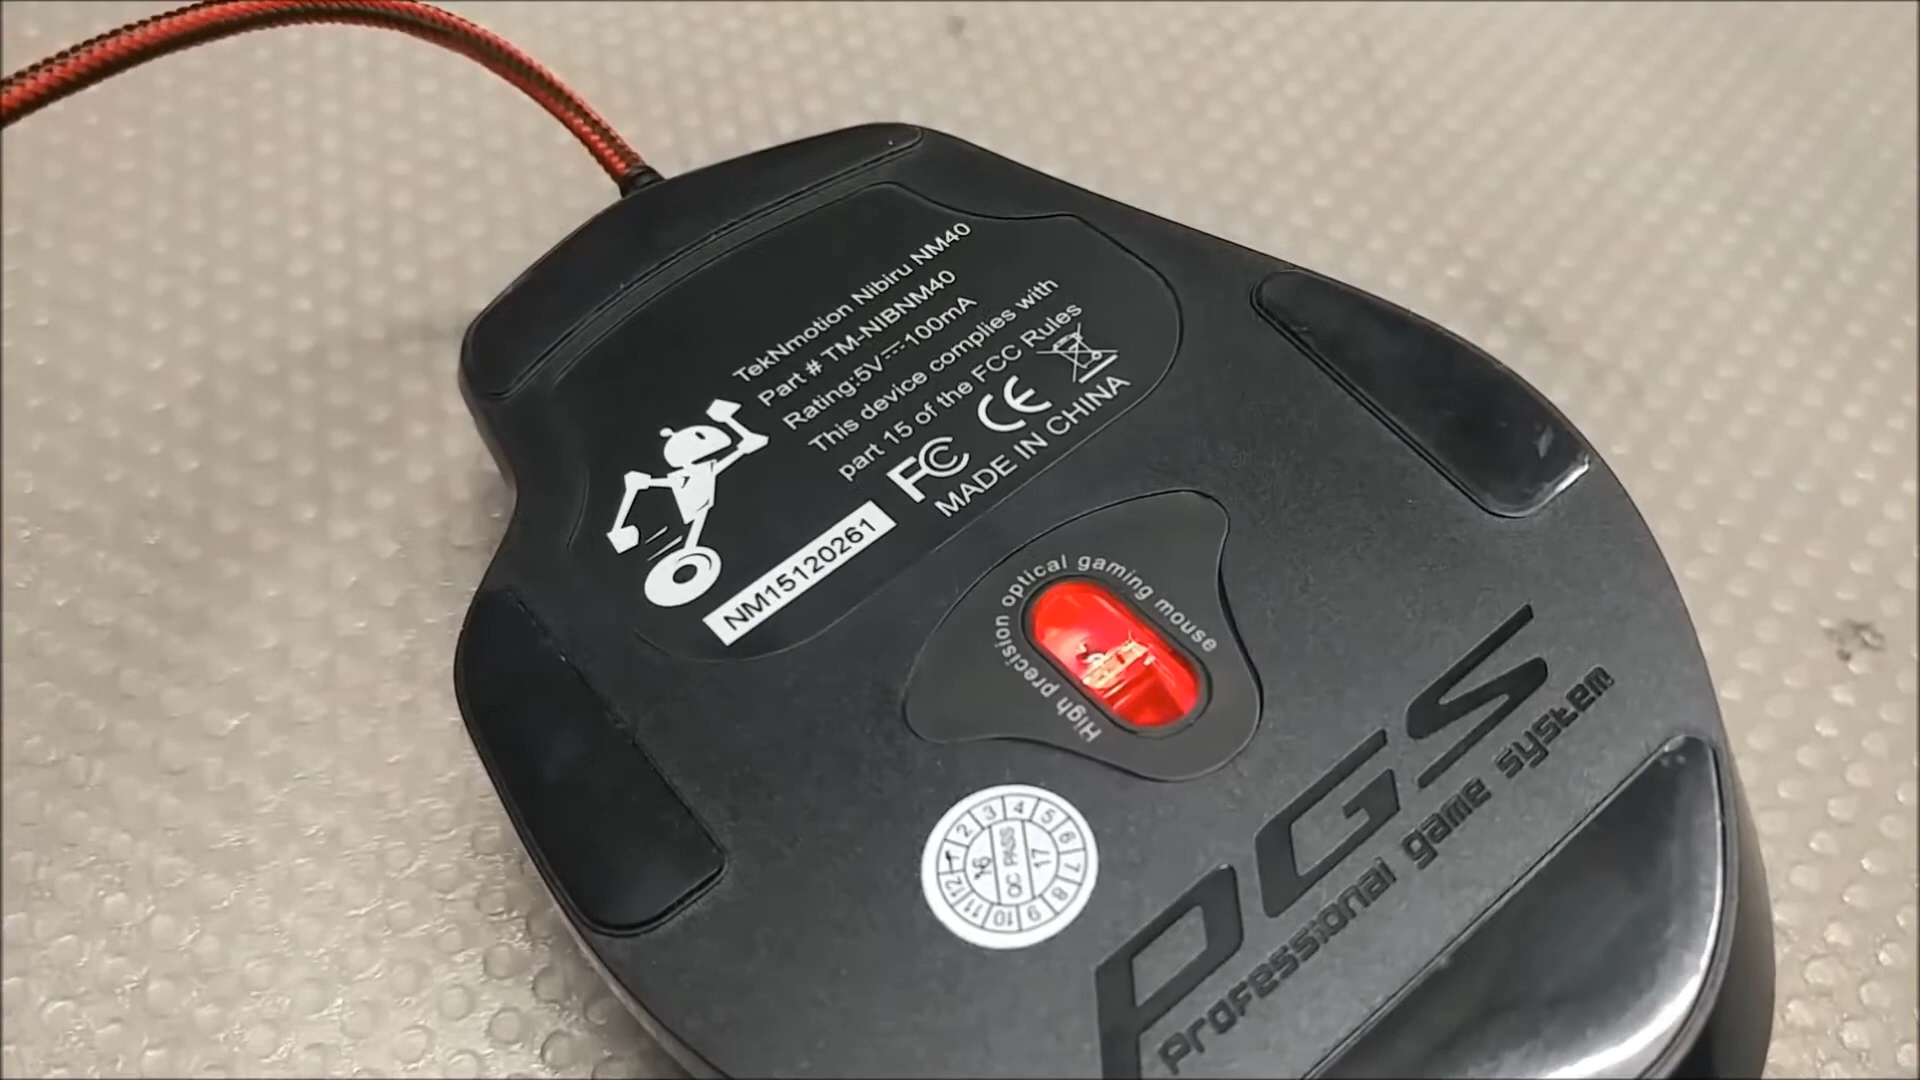 TekNmotion Nibiru NM40
Part # TM-NIBNM40
Rating:5V⎓100mA
This device complies with
part 15 of the FCC Rules
FC CE
MADE IN CHINA
NM15120261
High precision optical gaming mouse
1 2 3 4 5 6 7 8 9 10 11 12
16 QC PASS 17
PGS
Professional game system